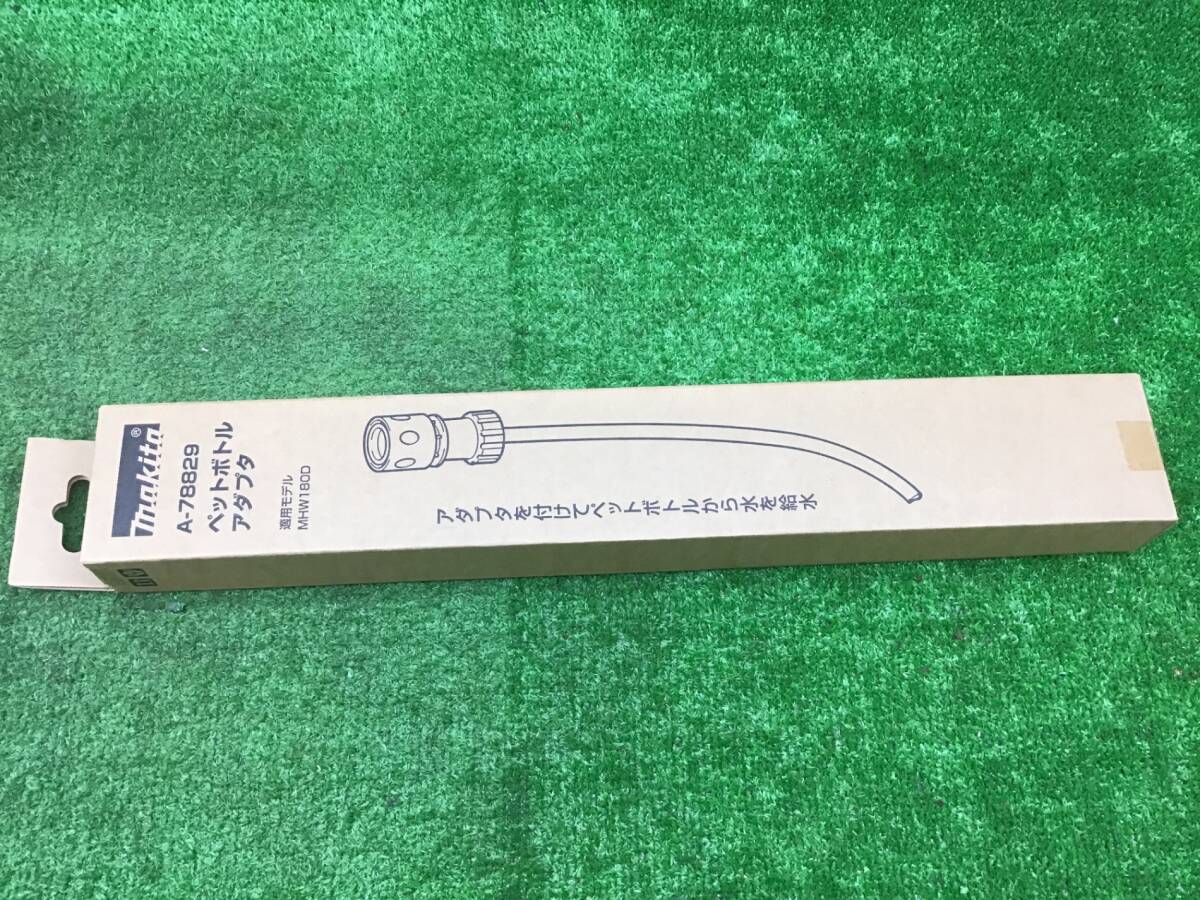 makita®
A-78829
ペットボトル
アダプタ
適用モデル
MHW180D
アダプタを付けてペットボトルから水を給水